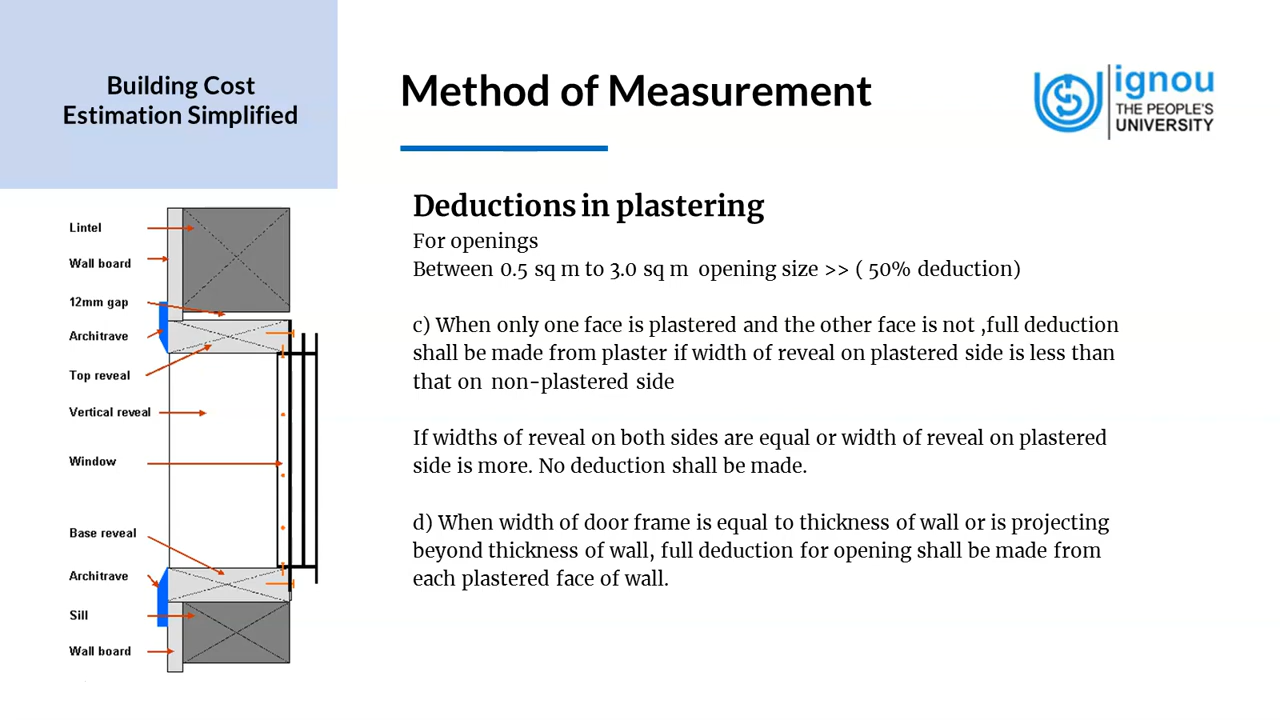 Building Cost
Estimation Simplified
Method of Measurement
ignou
THE PEOPLE'S
UNIVERSITY
Deductions in plastering
For openings
Between 0.5 sq m to 3.0 sq m opening size >> ( 50% deduction)
c) When only one face is plastered and the other face is not ,full deduction
shall be made from plaster if width of reveal on plastered side is less than
that on non-plastered side
If widths of reveal on both sides are equal or width of reveal on plastered
side is more. No deduction shall be made.
d) When width of door frame is equal to thickness of wall or is projecting
beyond thickness of wall, full deduction for opening shall be made from
each plastered face of wall.
Lintel
Wall board
12mm gap
Architrave
Top reveal
Vertical reveal
Window
Base reveal
Architrave
Sill
Wall board